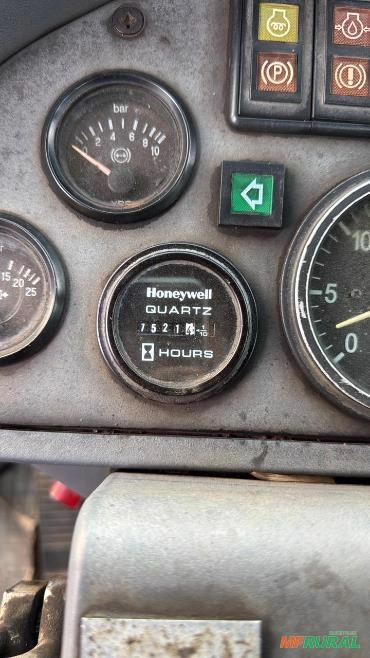 bar
0 2 4 6 8 10
15 20 25
P
Honeywell
QUARTZ
7521
1/10
HOURS
10
5
0
MFRURAL